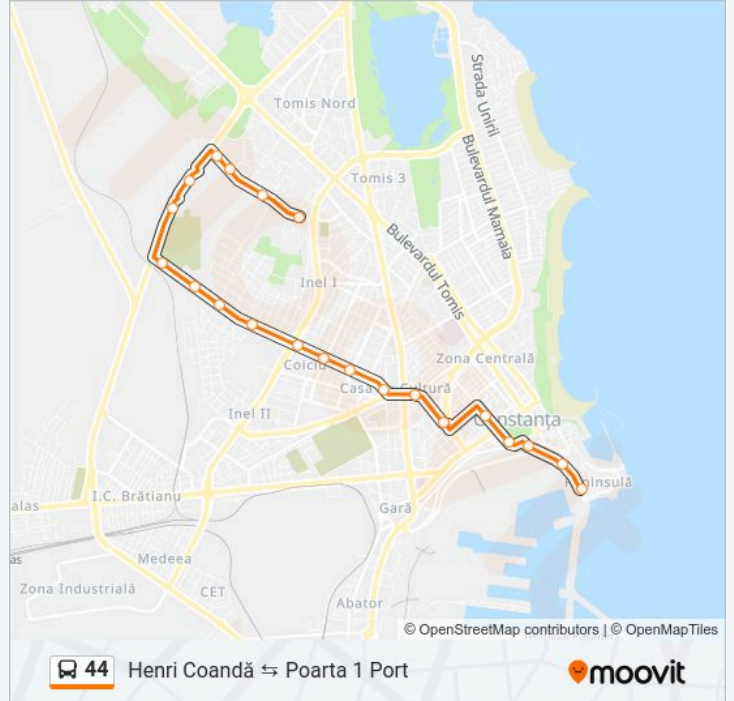 Strada Unirii
Tomis Nord
Bulevardul Mamaia
Tomis 3
Bulevardul Tomis
Inel I
Zona Centrală
Coiciu
Casa Cultură
Inel II
Constanța
Peninsulă
I.C. Brătianu
alas
Gară
as
Medeea
Zona Industrială
CET
Abator
© OpenStreetMap contributors | © OpenMapTiles
44 Henri Coandă ⇆ Poarta 1 Port
moovit